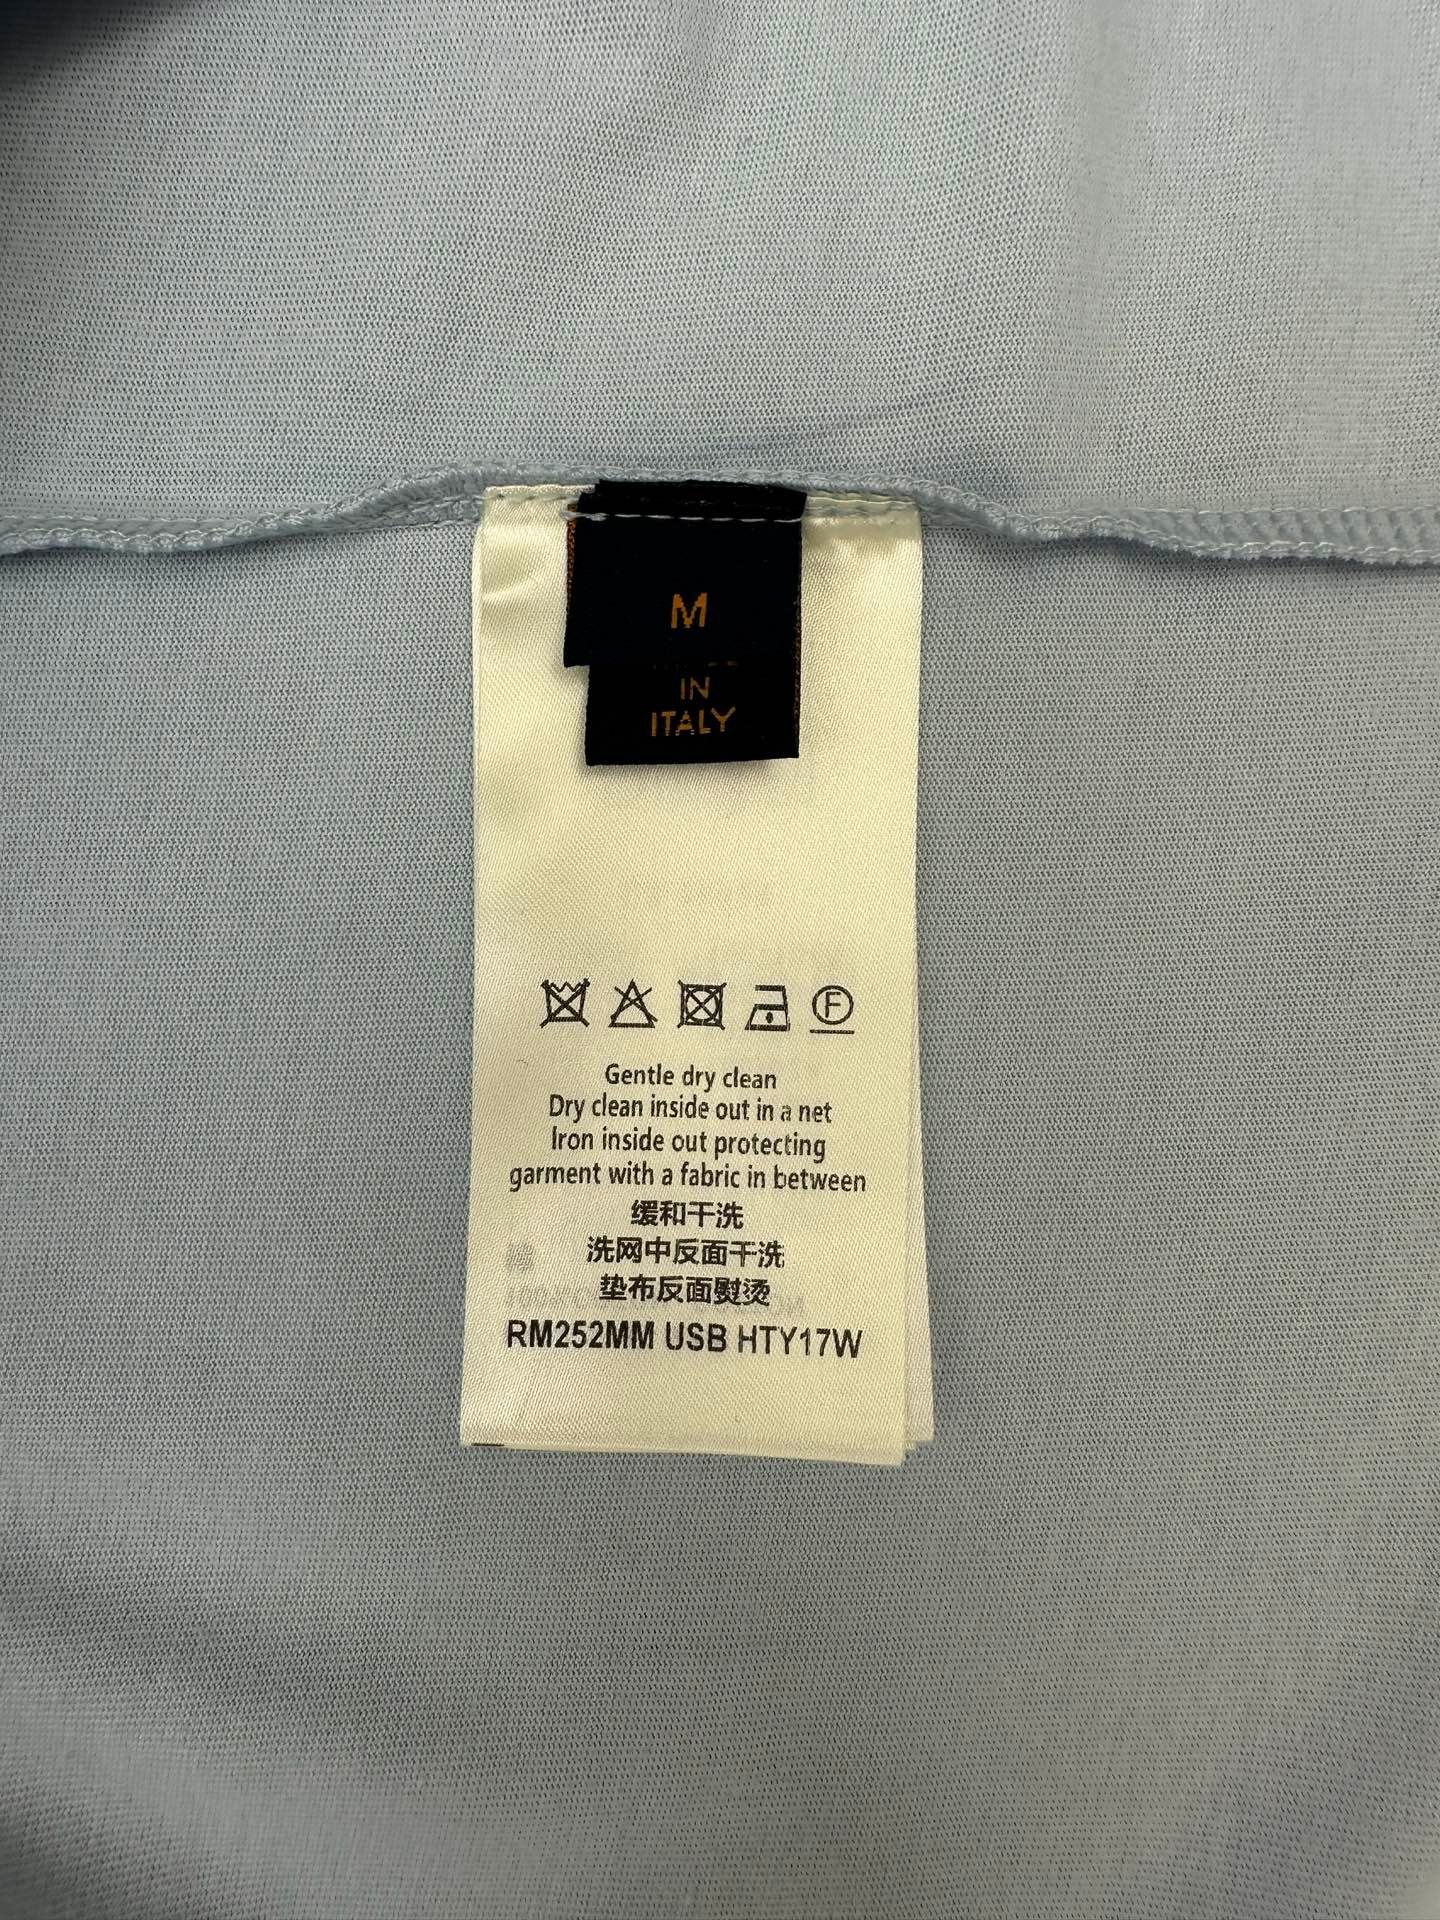 M
IN
ITALY
F
Gentle dry clean
Dry clean inside out in a net
Iron inside out protecting
garment with a fabric in between
缓和干洗
洗网中反面干洗
垫布反面熨烫
RM252MM USB HTY17W